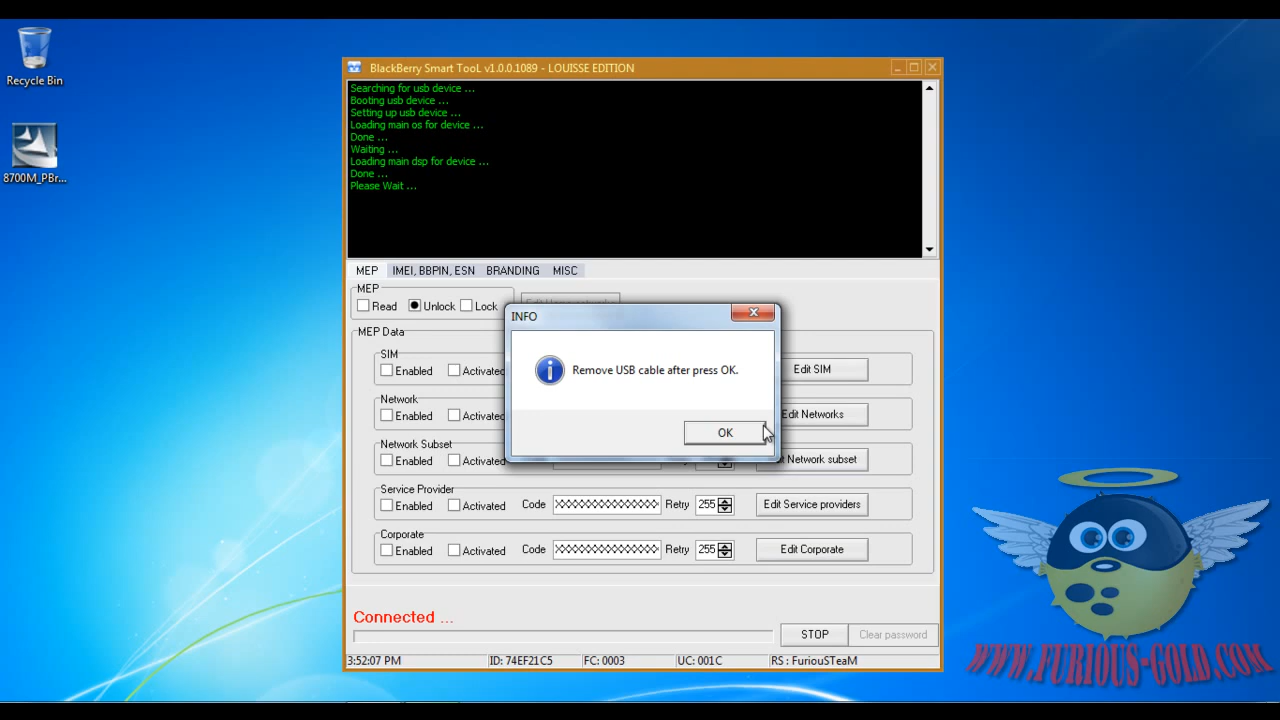 Recycle Bin
8700M_PBr...
BlackBerry Smart TooL v1.0.0.1089 - LOUISSE EDITION
Searching for usb device ...
Booting usb device ...
Setting up usb device ...
Loading main os for device ...
Done ...
Waiting ...
Loading main dsp for device ...
Done ...
Please Wait ...
MEP IMEI, BBPIN, ESN BRANDING MISC
MEP
Read Unlock Lock
INFO
Remove USB cable after press OK.
OK
MEP Data
SIM
Enabled Activated Edit SIM
Network
Enabled Activated Edit Networks
Network Subset
Enabled Activated Network subset
Service Provider
Enabled Activated Code XXXXXXXXXXXXXXXX Retry 255 Edit Service providers
Corporate
Enabled Activated Code XXXXXXXXXXXXXXXX Retry 255 Edit Corporate
Connected ...
STOP Clear password
3:52:07 PM ID: 74EF21C5 FC: 0003 UC: 001C RS : FuriouSTeaM
WWW.FURIOUS-GOLD.COM